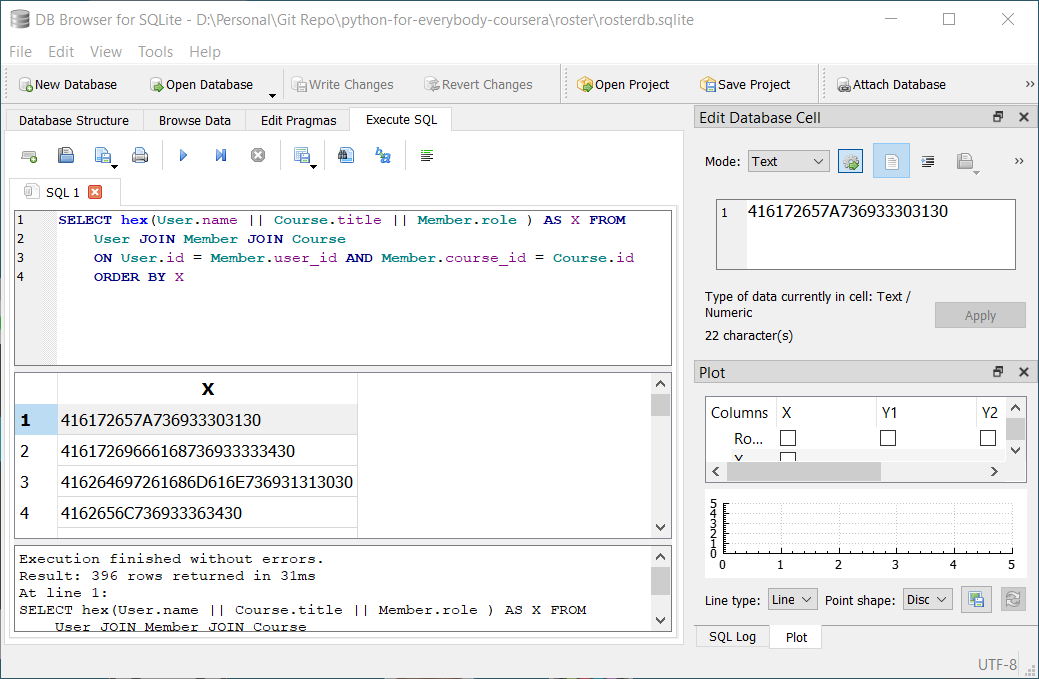 DB Browser for SQLite - D:\Personal\Git Repo\python-for-everybody-coursera\roster\rosterdb.sqlite
File Edit View Tools Help
New Database Open Database Write Changes Revert Changes Open Project Save Project Attach Database »
Database Structure Browse Data Edit Pragmas Execute SQL
SQL 1
1 SELECT hex(User.name || Course.title || Member.role ) AS X FROM
2 User JOIN Member JOIN Course
3 ON User.id = Member.user_id AND Member.course_id = Course.id
4 ORDER BY X
X
1 416172657A736933303130
2 41617269666168736933333430
3 416264697261686D616E736931313030
4 4162656C736933363430
Execution finished without errors.
Result: 396 rows returned in 31ms
At line 1:
SELECT hex(User.name || Course.title || Member.role ) AS X FROM
User JOIN Member JOIN Course
Edit Database Cell
Mode: Text »
1 416172657A736933303130
Type of data currently in cell: Text /
Numeric
22 character(s)
Apply
Plot
Columns X Y1 Y2
Ro...
X
5
4
3
2
1
0
0 1 2 3 4 5
Line type: Line Point shape: Disc
SQL Log Plot
UTF-8